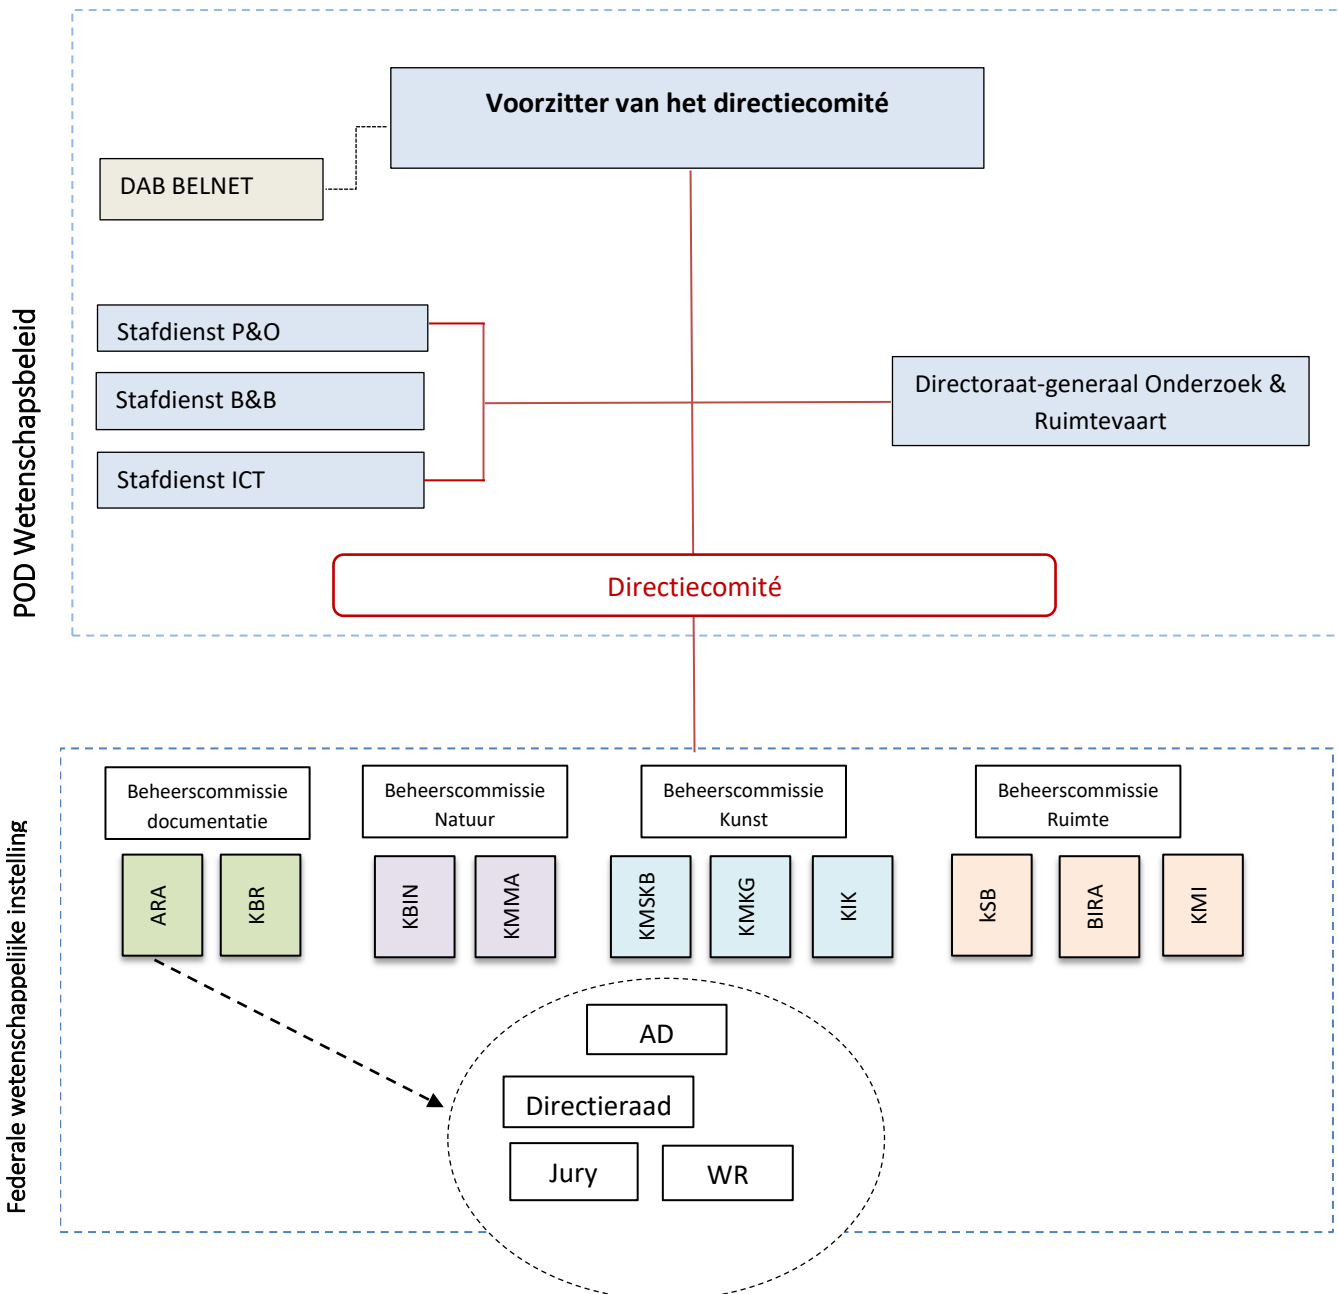 Voorzitter van het directiecomité
DAB BELNET
POD Wetenschapsbeleid
Stafdienst P&O
Stafdienst B&B
Stafdienst ICT
Directoraat-generaal Onderzoek &
Ruimtevaart
Directiecomité
Federale wetenschappelijke instelling
Beheerscommissie
documentatie
Beheerscommissie
Natuur
Beheerscommissie
Kunst
Beheerscommissie
Ruimte
ARA
KBR
KBIN
KMMA
KMSKB
KMKG
KIK
kSB
BIRA
KMI
AD
Directieraad
Jury
WR